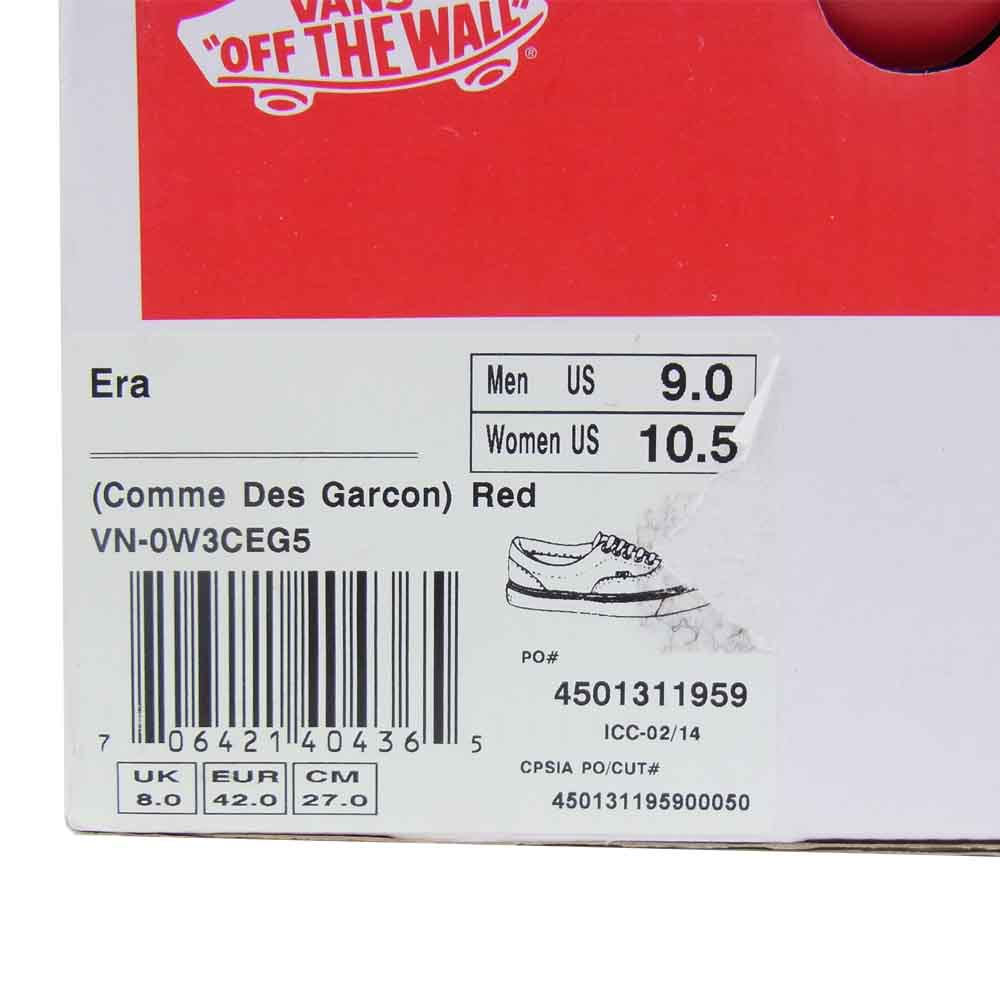 VANS
"OFF THE WALL"®
Era
Men US 9.0
Women US 10.5
(Comme Des Garcon) Red
VN-0W3CEG5
7 06421 40436 5
UK EUR CM
8.0 42.0 27.0
PO#
4501311959
ICC-02/14
CPSIA PO/CUT#
450131195900050